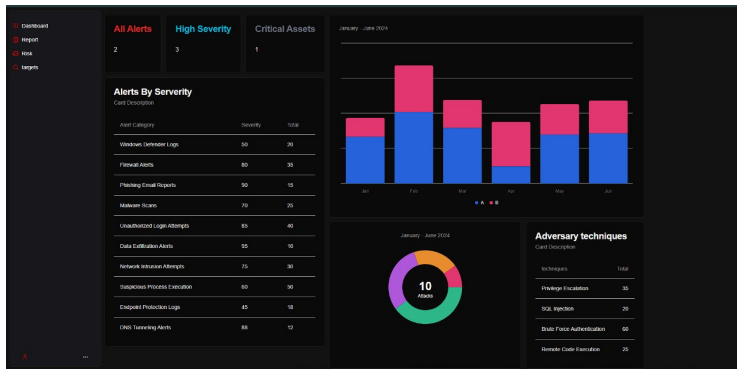 Dashboard
Report
Risk
targets
All Alerts
2
High Severity
3
Critical Assets
1
Alerts By Serverity
Card Description
Alert Category Severity Total
Windows Defender Logs 50 20
Firewall Alerts 80 35
Phishing Email Reports 90 15
Malware Scans 70 25
Unauthorized Login Attempts 85 40
Data Exfiltration Alerts 95 10
Network Intrusion Attempts 75 30
Suspicious Process Execution 60 50
Endpoint Protection Logs 45 18
DNS Tunneling Alerts 88 12
January - June 2024
Jan Feb Mar Apr May Jun
A B
January - June 2024
10
Attacks
Adversary techniques
Card Description
techniques Total
Privilege Escalation 35
SQL Injection 20
Brute Force Authentication 60
Remote Code Execution 25